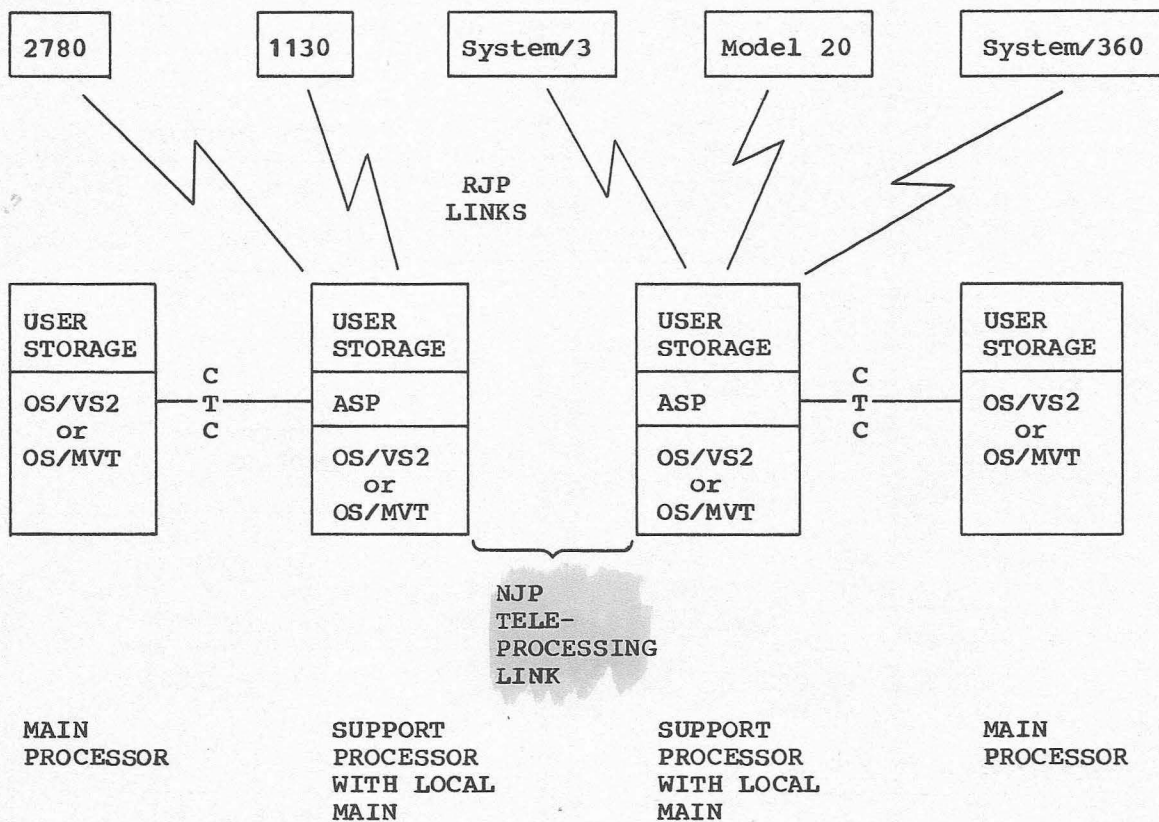 2780
1130
System/3
Model 20
System/360
RJP
LINKS
USER
STORAGE
OS/VS2
or
OS/MVT
C
T
C
USER
STORAGE
ASP
OS/VS2
or
OS/MVT
USER
STORAGE
ASP
OS/VS2
or
OS/MVT
C
T
C
USER
STORAGE
OS/VS2
or
OS/MVT
NJP
TELE-
PROCESSING
LINK
MAIN
PROCESSOR
SUPPORT
PROCESSOR
WITH LOCAL
MAIN
SUPPORT
PROCESSOR
WITH LOCAL
MAIN
MAIN
PROCESSOR